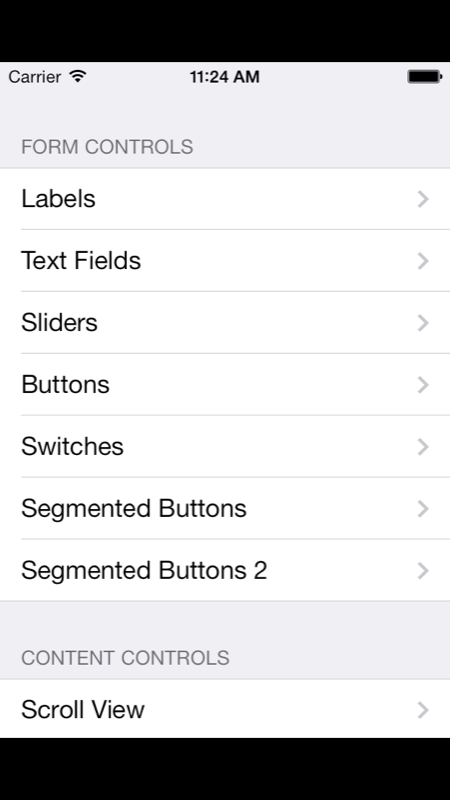 Carrier 11:24 AM
FORM CONTROLS
Labels
Text Fields
Sliders
Buttons
Switches
Segmented Buttons
Segmented Buttons 2
CONTENT CONTROLS
Scroll View